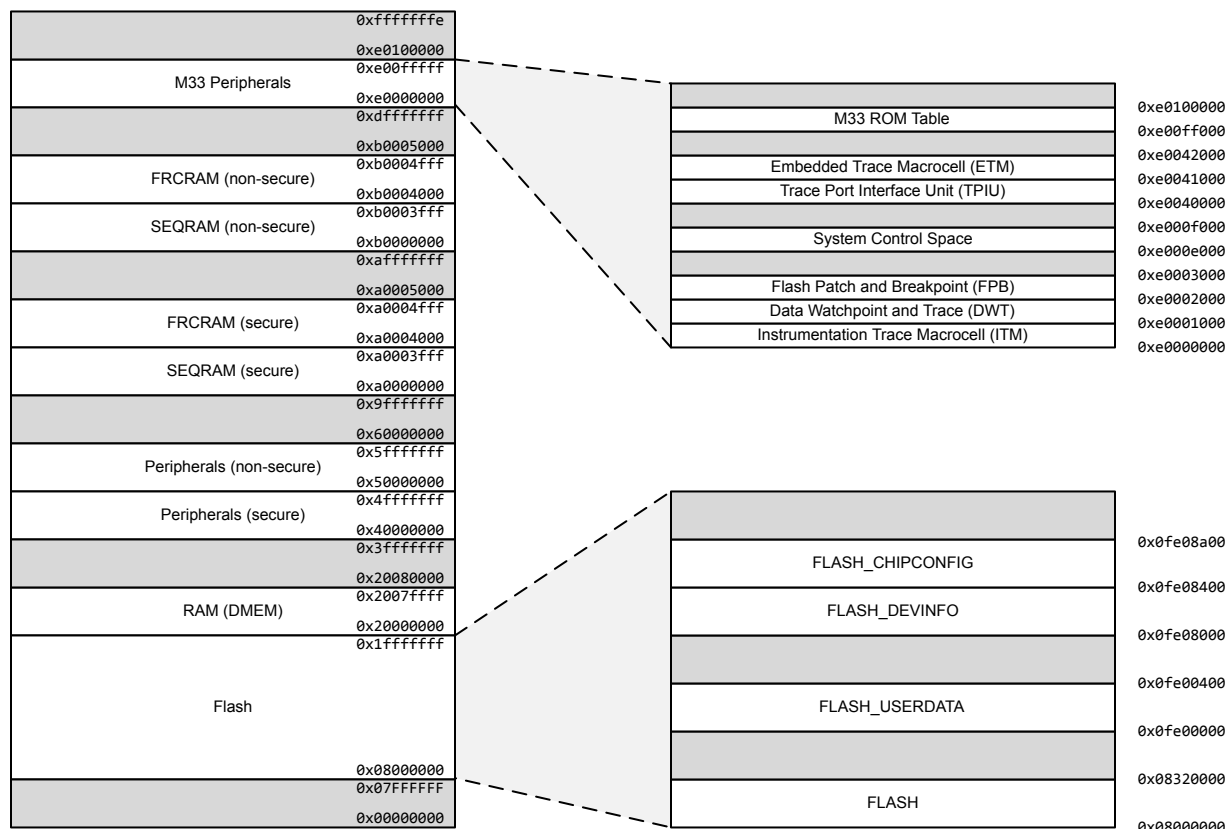 0xfffffffe
0xe0100000
0xe00fffff
M33 Peripherals
0xe0000000
0xdfffffff
0xb0005000
0xb0004fff
FRCRAM (non-secure)
0xb0004000
0xb0003fff
SEQRAM (non-secure)
0xb0000000
0xafffffff
0xa0005000
0xa0004fff
FRCRAM (secure)
0xa0004000
0xa0003fff
SEQRAM (secure)
0xa0000000
0x9fffffff
0x60000000
0x5fffffff
Peripherals (non-secure)
0x50000000
0x4fffffff
Peripherals (secure)
0x40000000
0x3fffffff
0x20080000
0x2007ffff
RAM (DMEM)
0x20000000
0x1fffffff
Flash
0x08000000
0x07FFFFFF
0x00000000
0xe0100000
M33 ROM Table
0xe00ff000
0xe0042000
Embedded Trace Macrocell (ETM)
0xe0041000
Trace Port Interface Unit (TPIU)
0xe0040000
0xe000f000
System Control Space
0xe000e000
0xe0003000
Flash Patch and Breakpoint (FPB)
0xe0002000
Data Watchpoint and Trace (DWT)
0xe0001000
Instrumentation Trace Macrocell (ITM)
0xe0000000
0x0fe08a00
FLASH_CHIPCONFIG
0x0fe08400
FLASH_DEVINFO
0x0fe08000
0x0fe00400
FLASH_USERDATA
0x0fe00000
0x08320000
FLASH
0x08000000